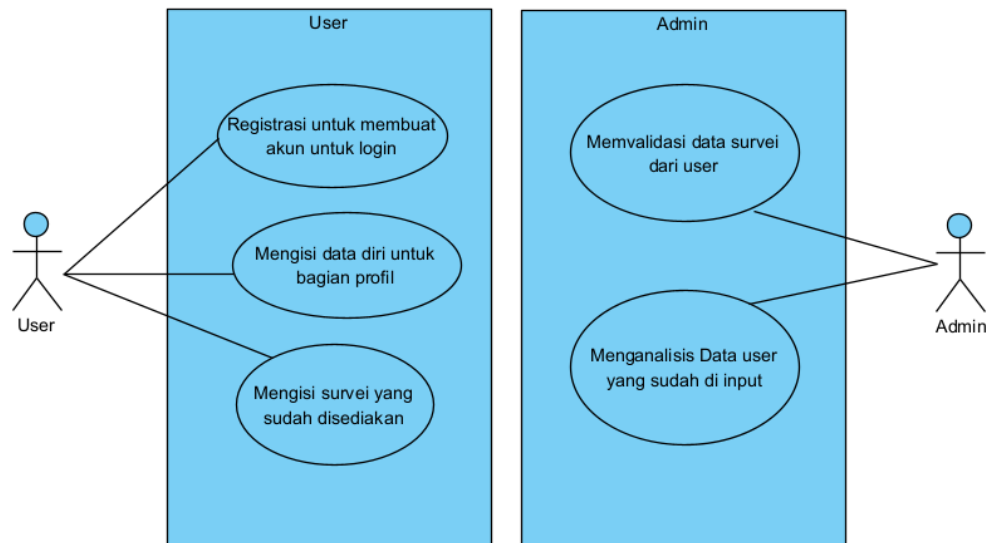 User
Registrasi untuk membuat
akun untuk login
Mengisi data diri untuk
bagian profil
Mengisi survei yang
sudah disediakan
User
Admin
Memvalidasi data survei
dari user
Menganalisis Data user
yang sudah di input
Admin